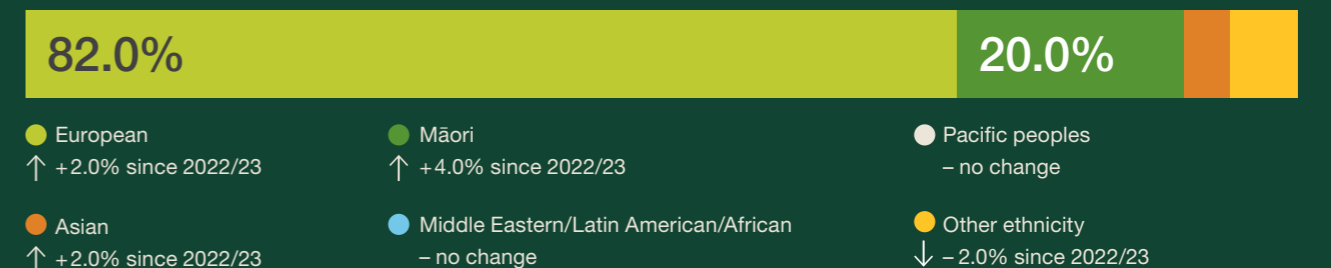 82.0%
20.0%
European
↑ +2.0% since 2022/23
Māori
↑ +4.0% since 2022/23
Pacific peoples
– no change
Asian
↑ +2.0% since 2022/23
Middle Eastern/Latin American/African
– no change
Other ethnicity
↓ – 2.0% since 2022/23